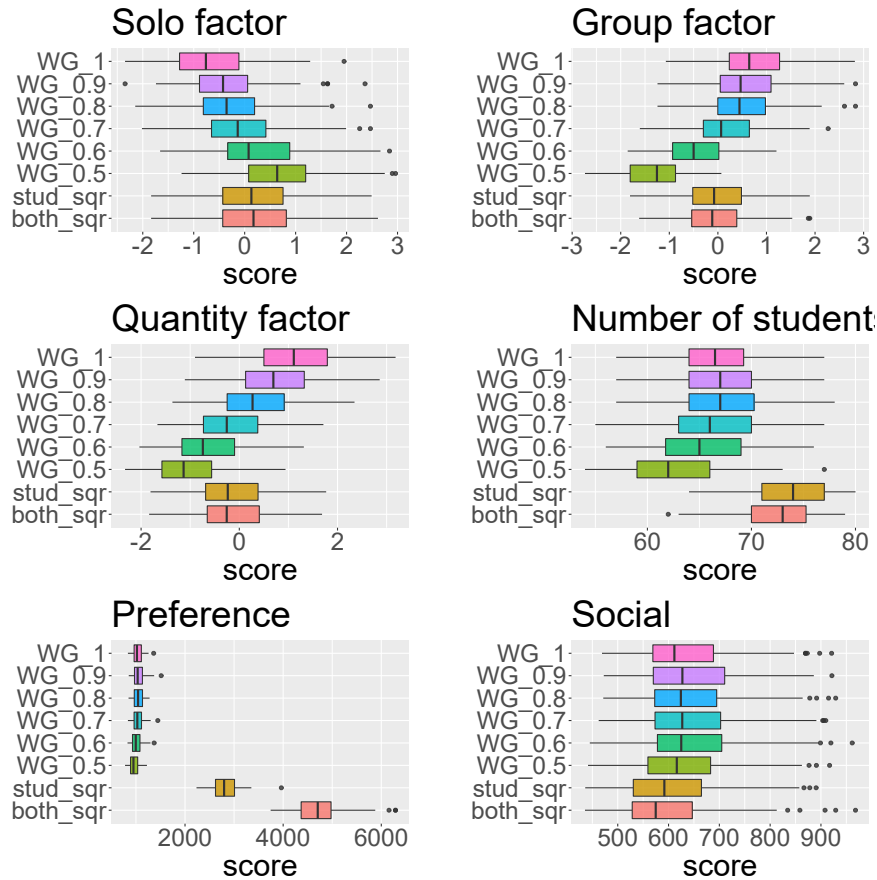 Solo factor
WG_1
WG_0.9
WG_0.8
WG_0.7
WG_0.6
WG_0.5
stud_sqr
both_sqr
-2 -1 0 1 2 3
score
Group factor
WG_1
WG_0.9
WG_0.8
WG_0.7
WG_0.6
WG_0.5
stud_sqr
both_sqr
-3 -2 -1 0 1 2 3
score
Quantity factor
WG_1
WG_0.9
WG_0.8
WG_0.7
WG_0.6
WG_0.5
stud_sqr
both_sqr
-2 0 2
score
Number of students
WG_1
WG_0.9
WG_0.8
WG_0.7
WG_0.6
WG_0.5
stud_sqr
both_sqr
60 70 80
score
Preference
WG_1
WG_0.9
WG_0.8
WG_0.7
WG_0.6
WG_0.5
stud_sqr
both_sqr
2000 4000 6000
score
Social
WG_1
WG_0.9
WG_0.8
WG_0.7
WG_0.6
WG_0.5
stud_sqr
both_sqr
500 600 700 800 900
score